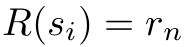 R(s_i) = r_n